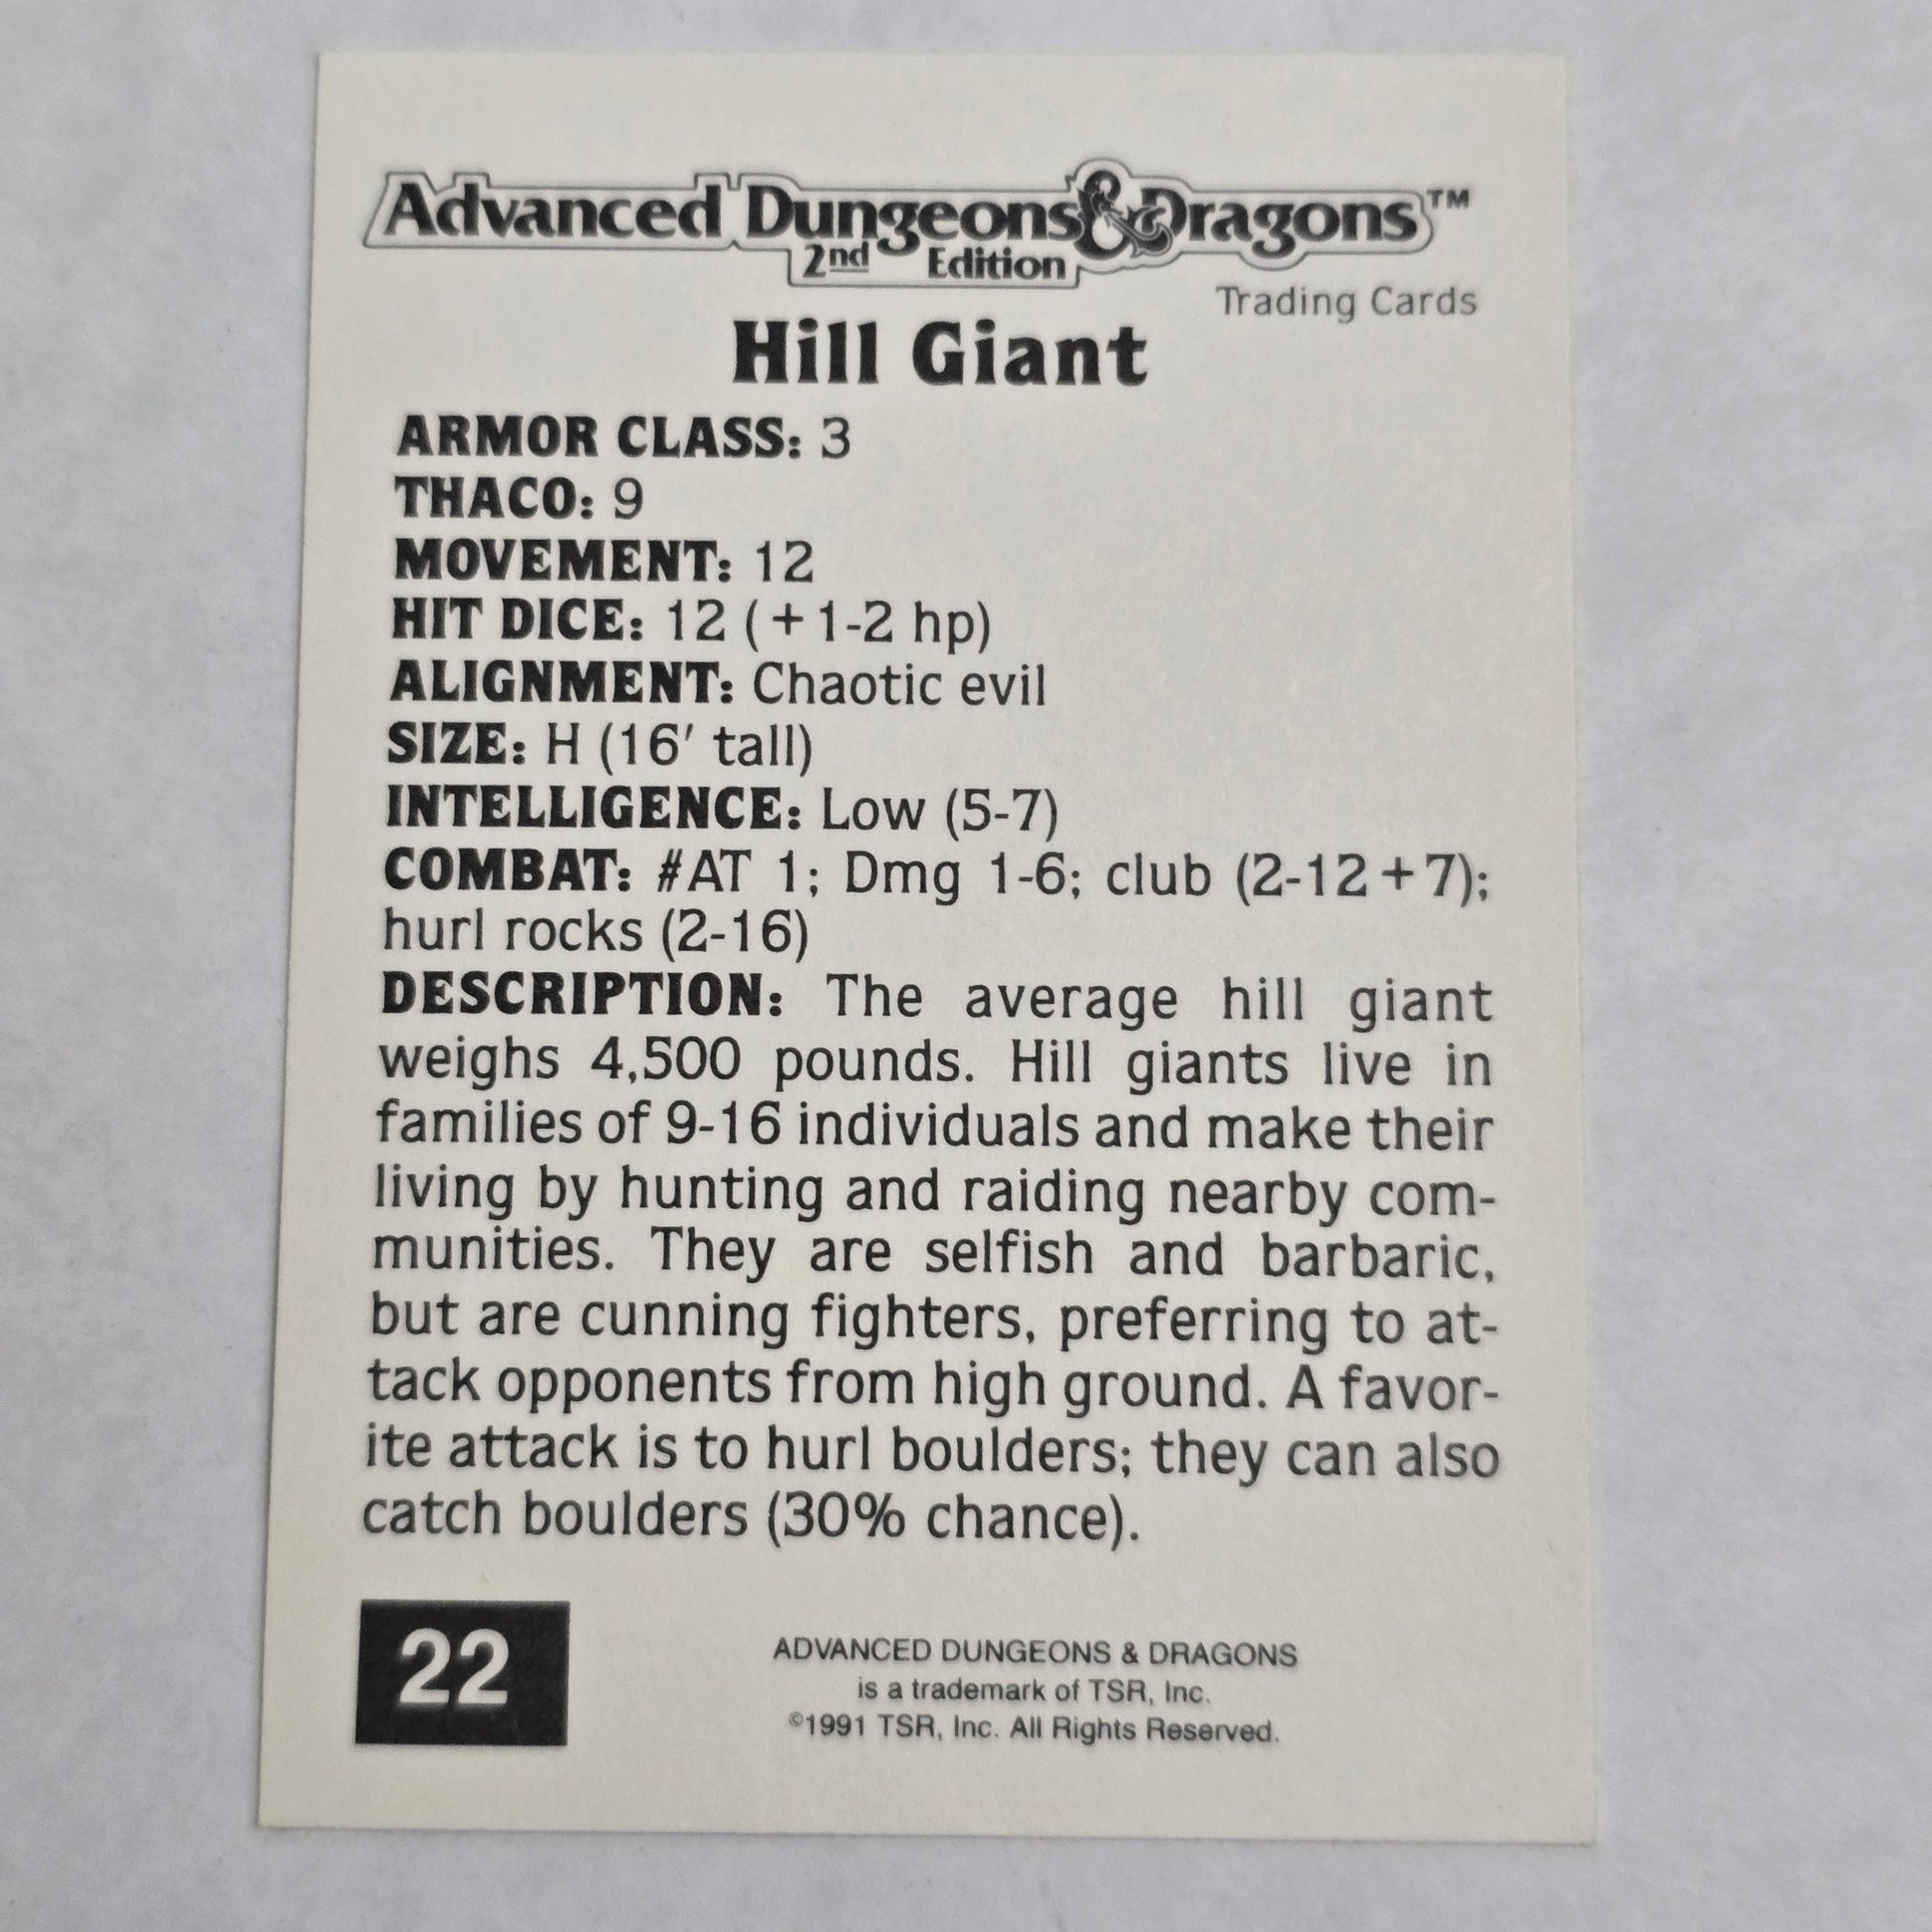 Advanced Dungeons & Dragons™
2nd Edition
Trading Cards
Hill Giant
ARMOR CLASS: 3
THACO: 9
MOVEMENT: 12
HIT DICE: 12 (+1-2 hp)
ALIGNMENT: Chaotic evil
SIZE: H (16′ tall)
INTELLIGENCE: Low (5-7)
COMBAT: #AT 1; Dmg 1-6; club (2-12+7);
hurl rocks (2-16)
DESCRIPTION: The average hill giant
weighs 4,500 pounds. Hill giants live in
families of 9-16 individuals and make their
living by hunting and raiding nearby com-
munities. They are selfish and barbaric,
but are cunning fighters, preferring to at-
tack opponents from high ground. A favor-
ite attack is to hurl boulders; they can also
catch boulders (30% chance).
22
ADVANCED DUNGEONS & DRAGONS
is a trademark of TSR, Inc.
©1991 TSR, Inc. All Rights Reserved.